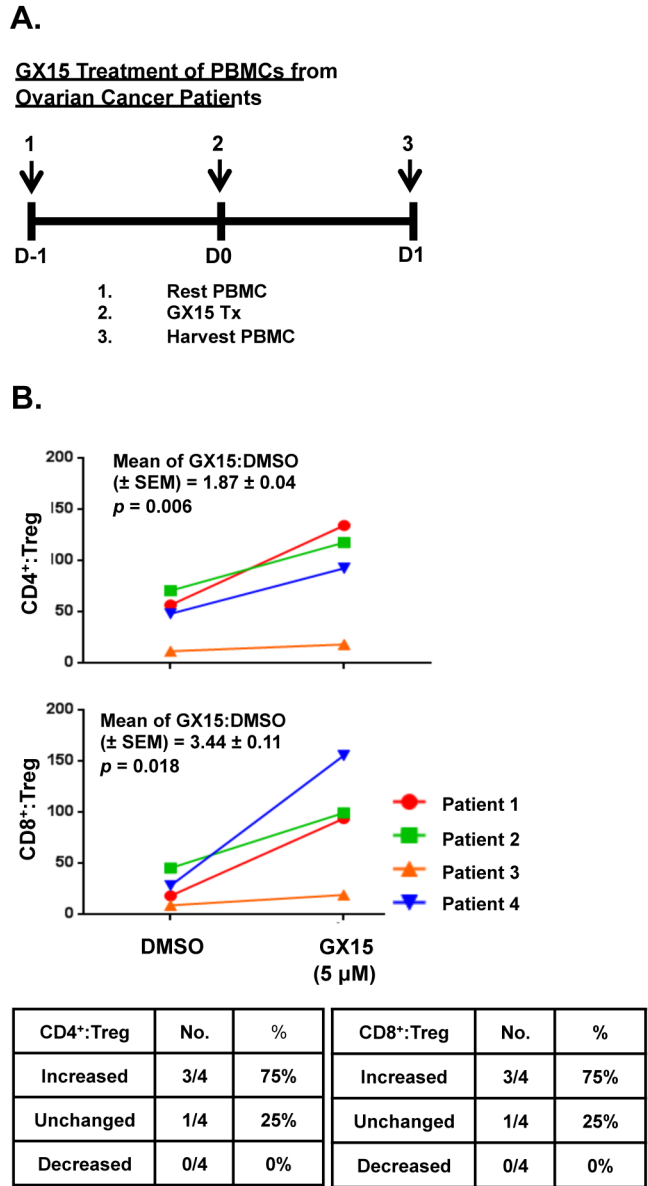 A.
GX15 Treatment of PBMCs from
Ovarian Cancer Patients
1 2 3
D-1 D0 D1
1. Rest PBMC
2. GX15 Tx
3. Harvest PBMC
B.
200
150
100
50
0
CD4⁺:Treg
Mean of GX15:DMSO
(± SEM) = 1.87 ± 0.04
p = 0.006
200
150
100
50
0
CD8⁺:Treg
Mean of GX15:DMSO
(± SEM) = 3.44 ± 0.11
p = 0.018
Patient 1
Patient 2
Patient 3
Patient 4
DMSO GX15
(5 µM)
CD4⁺:Treg No. %
Increased 3/4 75%
Unchanged 1/4 25%
Decreased 0/4 0%
CD8⁺:Treg No. %
Increased 3/4 75%
Unchanged 1/4 25%
Decreased 0/4 0%